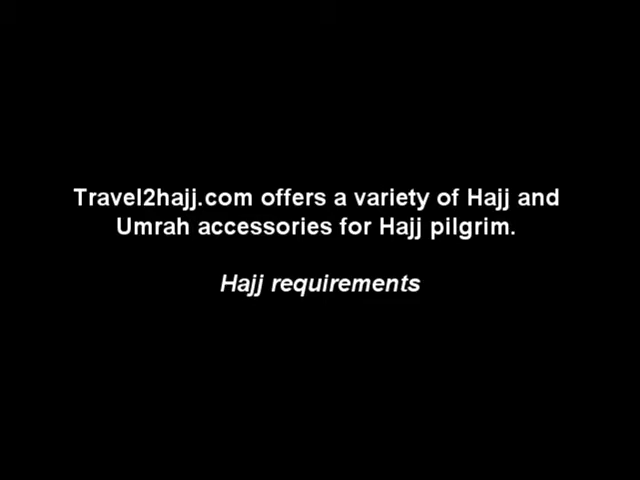 Travel2hajj.com offers a variety of Hajj and
Umrah accessories for Hajj pilgrim.
Hajj requirements